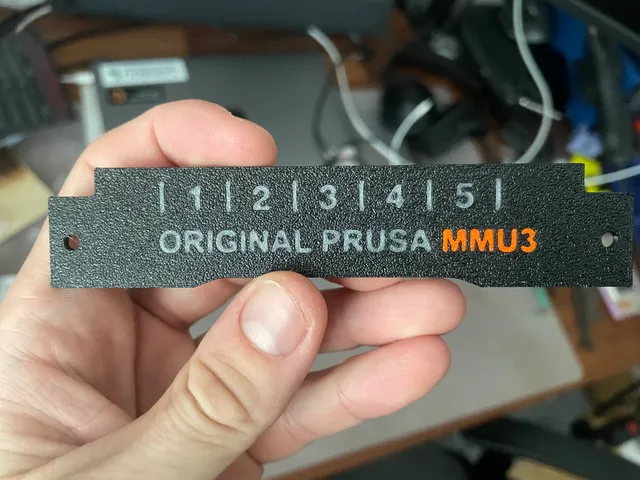 | 1 | 2 | 3 | 4 | 5 |
ORIGINAL PRUSA MMU3